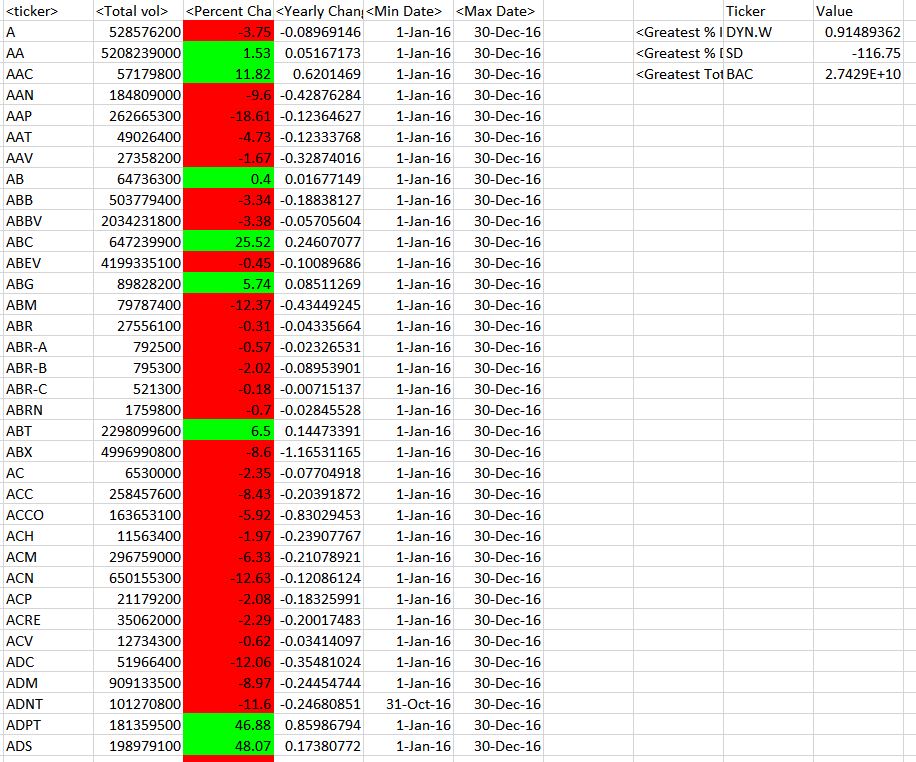 <ticker> <Total vol> <Percent Cha <Yearly Chang <Min Date> <Max Date> Ticker Value
A 528576200 -3.75 -0.08969146 1-Jan-16 30-Dec-16 <Greatest % I DYN.W 0.91489362
AA 5208239000 1.53 0.05167173 1-Jan-16 30-Dec-16 <Greatest % D SD -116.75
AAC 57179800 11.82 0.6201469 1-Jan-16 30-Dec-16 <Greatest Tot BAC 2.7429E+10
AAN 184809000 -9.6 -0.42876284 1-Jan-16 30-Dec-16
AAP 262665300 -18.61 -0.12364627 1-Jan-16 30-Dec-16
AAT 49026400 -4.73 -0.12333768 1-Jan-16 30-Dec-16
AAV 27358200 -1.67 -0.32874016 1-Jan-16 30-Dec-16
AB 64736300 0.4 0.01677149 1-Jan-16 30-Dec-16
ABB 503779400 -3.34 -0.18838127 1-Jan-16 30-Dec-16
ABBV 2034231800 -3.38 -0.05705604 1-Jan-16 30-Dec-16
ABC 647239900 25.52 0.24607077 1-Jan-16 30-Dec-16
ABEV 4199335100 -0.45 -0.10089686 1-Jan-16 30-Dec-16
ABG 89828200 5.74 0.08511269 1-Jan-16 30-Dec-16
ABM 79787400 -12.37 -0.43449245 1-Jan-16 30-Dec-16
ABR 27556100 -0.31 -0.04335664 1-Jan-16 30-Dec-16
ABR-A 792500 -0.57 -0.02326531 1-Jan-16 30-Dec-16
ABR-B 795300 -2.02 -0.08953901 1-Jan-16 30-Dec-16
ABR-C 521300 -0.18 -0.00715137 1-Jan-16 30-Dec-16
ABRN 1759800 -0.7 -0.02845528 1-Jan-16 30-Dec-16
ABT 2298099600 6.5 0.14473391 1-Jan-16 30-Dec-16
ABX 4996990800 -8.6 -1.16531165 1-Jan-16 30-Dec-16
AC 6530000 -2.35 -0.07704918 1-Jan-16 30-Dec-16
ACC 258457600 -8.43 -0.20391872 1-Jan-16 30-Dec-16
ACCO 163653100 -5.92 -0.83029453 1-Jan-16 30-Dec-16
ACH 11563400 -1.97 -0.23907767 1-Jan-16 30-Dec-16
ACM 296759000 -6.33 -0.21078921 1-Jan-16 30-Dec-16
ACN 650155300 -12.63 -0.12086124 1-Jan-16 30-Dec-16
ACP 21179200 -2.08 -0.18325991 1-Jan-16 30-Dec-16
ACRE 35062000 -2.29 -0.20017483 1-Jan-16 30-Dec-16
ACV 12734300 -0.62 -0.03414097 1-Jan-16 30-Dec-16
ADC 51966400 -12.06 -0.35481024 1-Jan-16 30-Dec-16
ADM 909133500 -8.97 -0.24454744 1-Jan-16 30-Dec-16
ADNT 101270800 -11.6 -0.24680851 31-Oct-16 30-Dec-16
ADPT 181359500 46.88 0.85986794 1-Jan-16 30-Dec-16
ADS 198979100 48.07 0.17380772 1-Jan-16 30-Dec-16